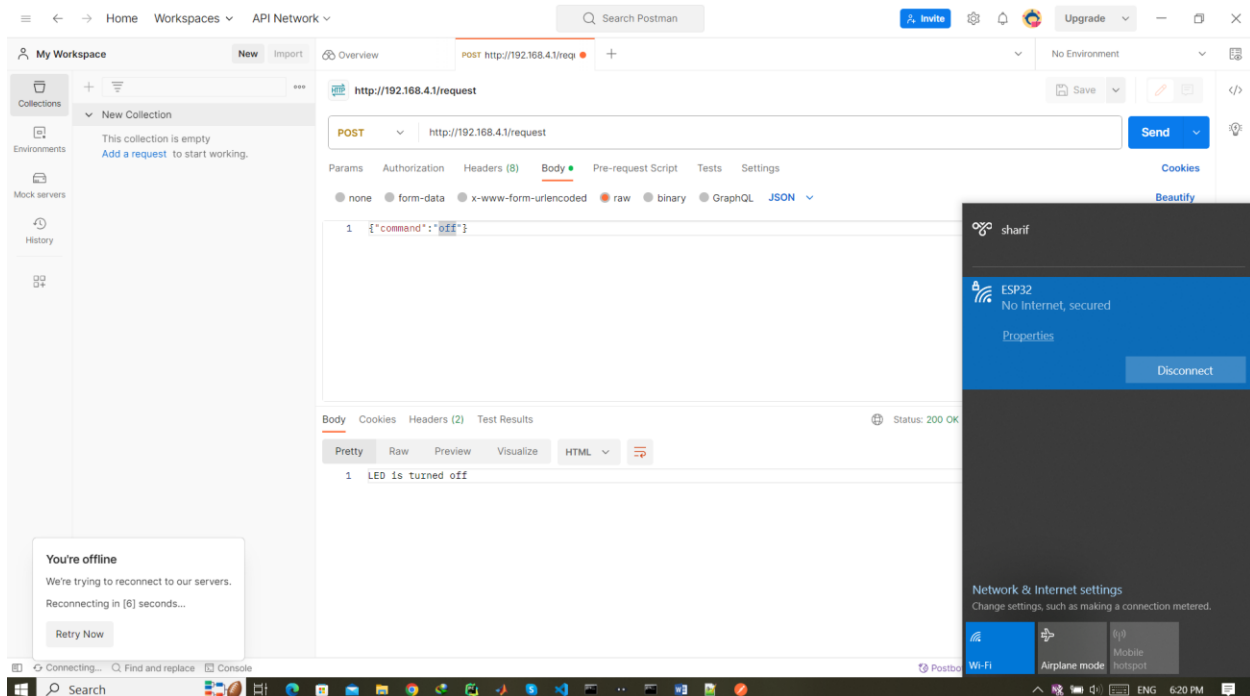 Home Workspaces API Network Search Postman Invite Upgrade
My Workspace New Import Overview POST http://192.168.4.1/req No Environment
Collections
Environments
Mock servers
History
New Collection
This collection is empty
Add a request to start working.
HTTP http://192.168.4.1/request Save
POST http://192.168.4.1/request Send
Params Authorization Headers (8) Body Pre-request Script Tests Settings Cookies
none form-data x-www-form-urlencoded raw binary GraphQL JSON Beautify
1 {"command":"off"}
Body Cookies Headers (2) Test Results Status: 200 OK
Pretty Raw Preview Visualize HTML
1 LED is turned off
sharif
ESP32
No Internet, secured
Properties
Disconnect
Network & Internet settings
Change settings, such as making a connection metered.
Wi-Fi
Airplane mode
Mobile hotspot
You're offline
We're trying to reconnect to our servers.
Reconnecting in [6] seconds...
Retry Now
Connecting... Find and replace Console Postbo
Search ENG 6:20 PM